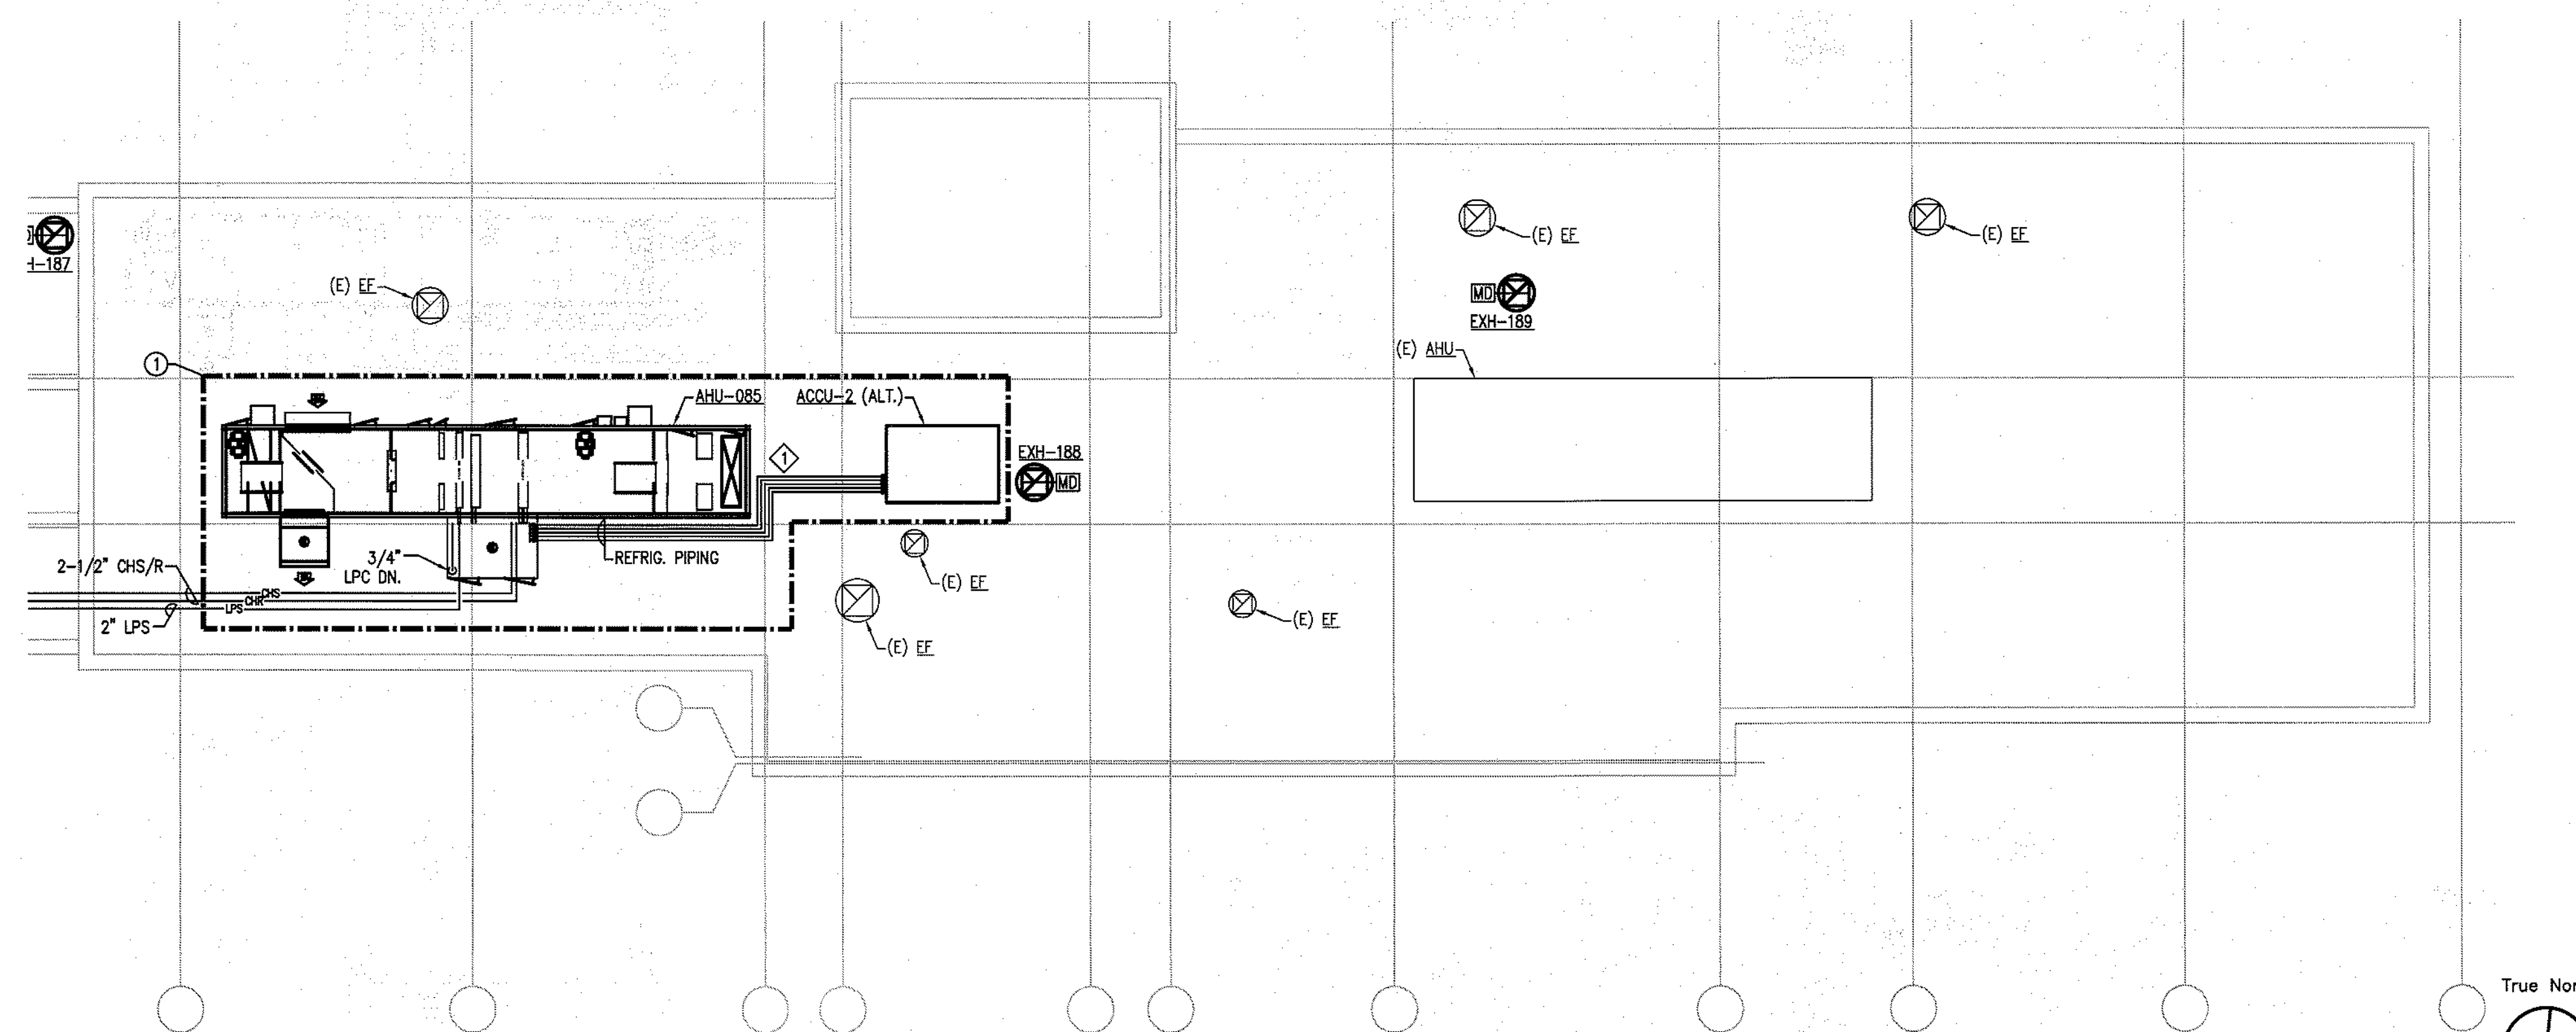 (E) EF
(E) EF
H-187
(E) EF
MD
EXH-189
(E) AHU
1
AHU-085
ACCU-2 (ALT.)
1
EXH-188
MD
REFRIG. PIPING
3/4"
LPC DN.
2-1/2" CHS/R
CHS
CHR
LPS
2" LPS
(E) EF
(E) EF
(E) EF
True Nor